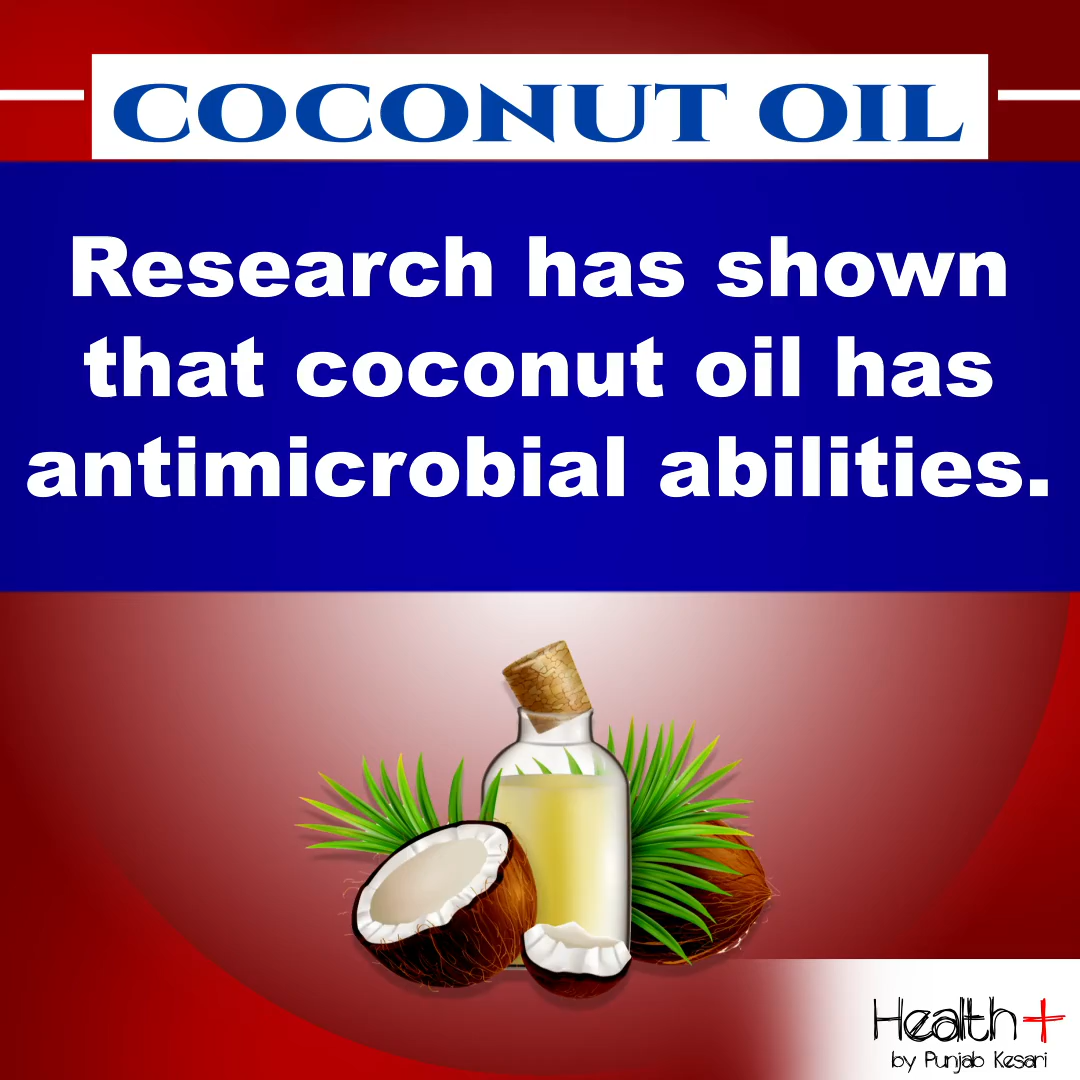 COCONUT OIL
Research has shown
that coconut oil has
antimicrobial abilities.
Health+
by Punjab Kesari